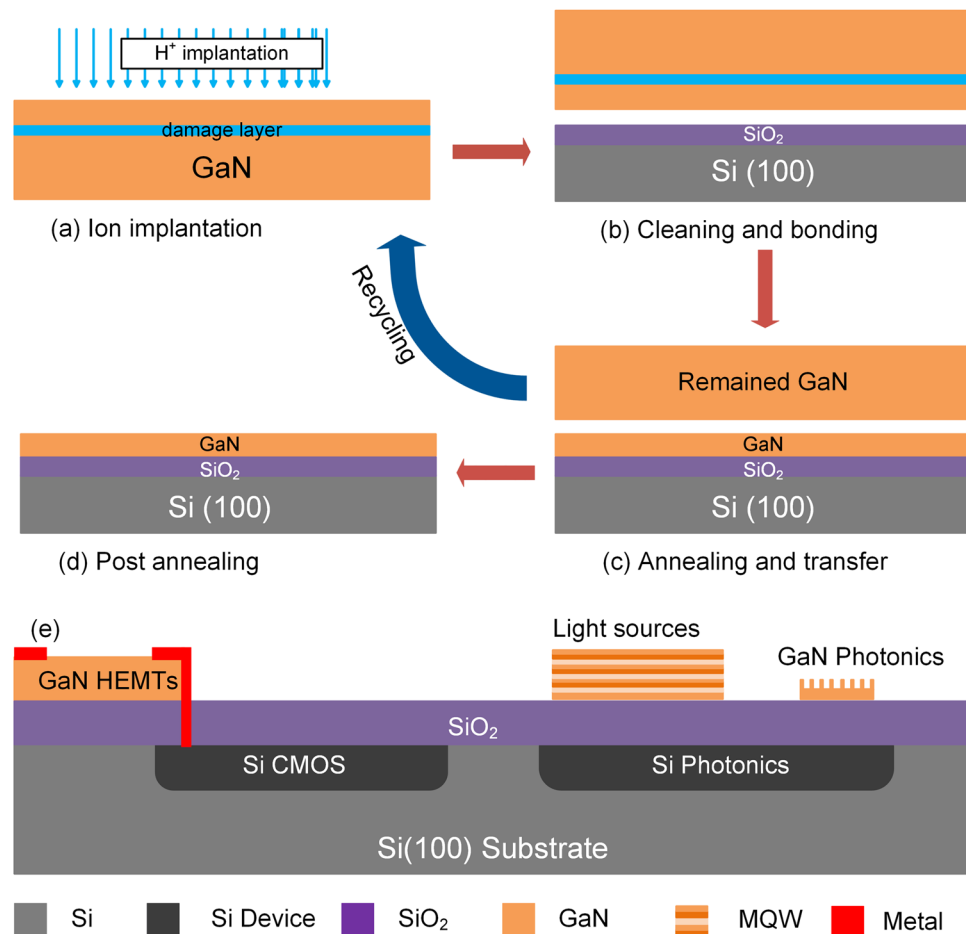 H⁺ implantation
damage layer
GaN
(a) Ion implantation
SiO₂
Si (100)
(b) Cleaning and bonding
Recycling
Remained GaN
GaN
SiO₂
Si (100)
(c) Annealing and transfer
GaN
SiO₂
Si (100)
(d) Post annealing
(e)
Light sources
GaN Photonics
GaN HEMTs
SiO₂
Si CMOS
Si Photonics
Si(100) Substrate
Si
Si Device
SiO₂
GaN
MQW
Metal